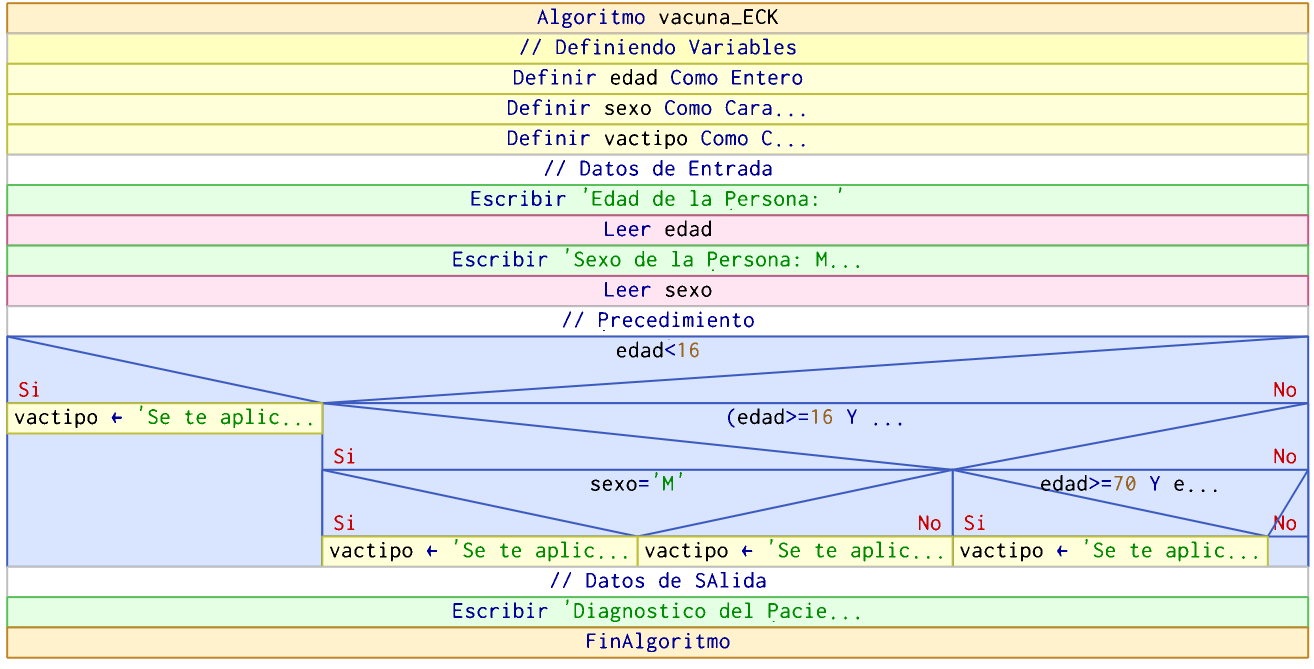 Algoritmo vacuna_ECK
// Definiendo Variables
Definir edad Como Entero
Definir sexo Como Cara...
Definir vactipo Como C...
// Datos de Entrada
Escribir 'Edad de la Persona: '
Leer edad
Escribir 'Sexo de la Persona: M...
Leer sexo
// Precedimiento
edad<16
Si No
vactipo ← 'Se te aplic... (edad>=16 Y ...
Si No
sexo='M' edad>=70 Y e...
Si No Si No
vactipo ← 'Se te aplic... vactipo ← 'Se te aplic... vactipo ← 'Se te aplic...
// Datos de SAlida
Escribir 'Diagnostico del Pacie...
FinAlgoritmo